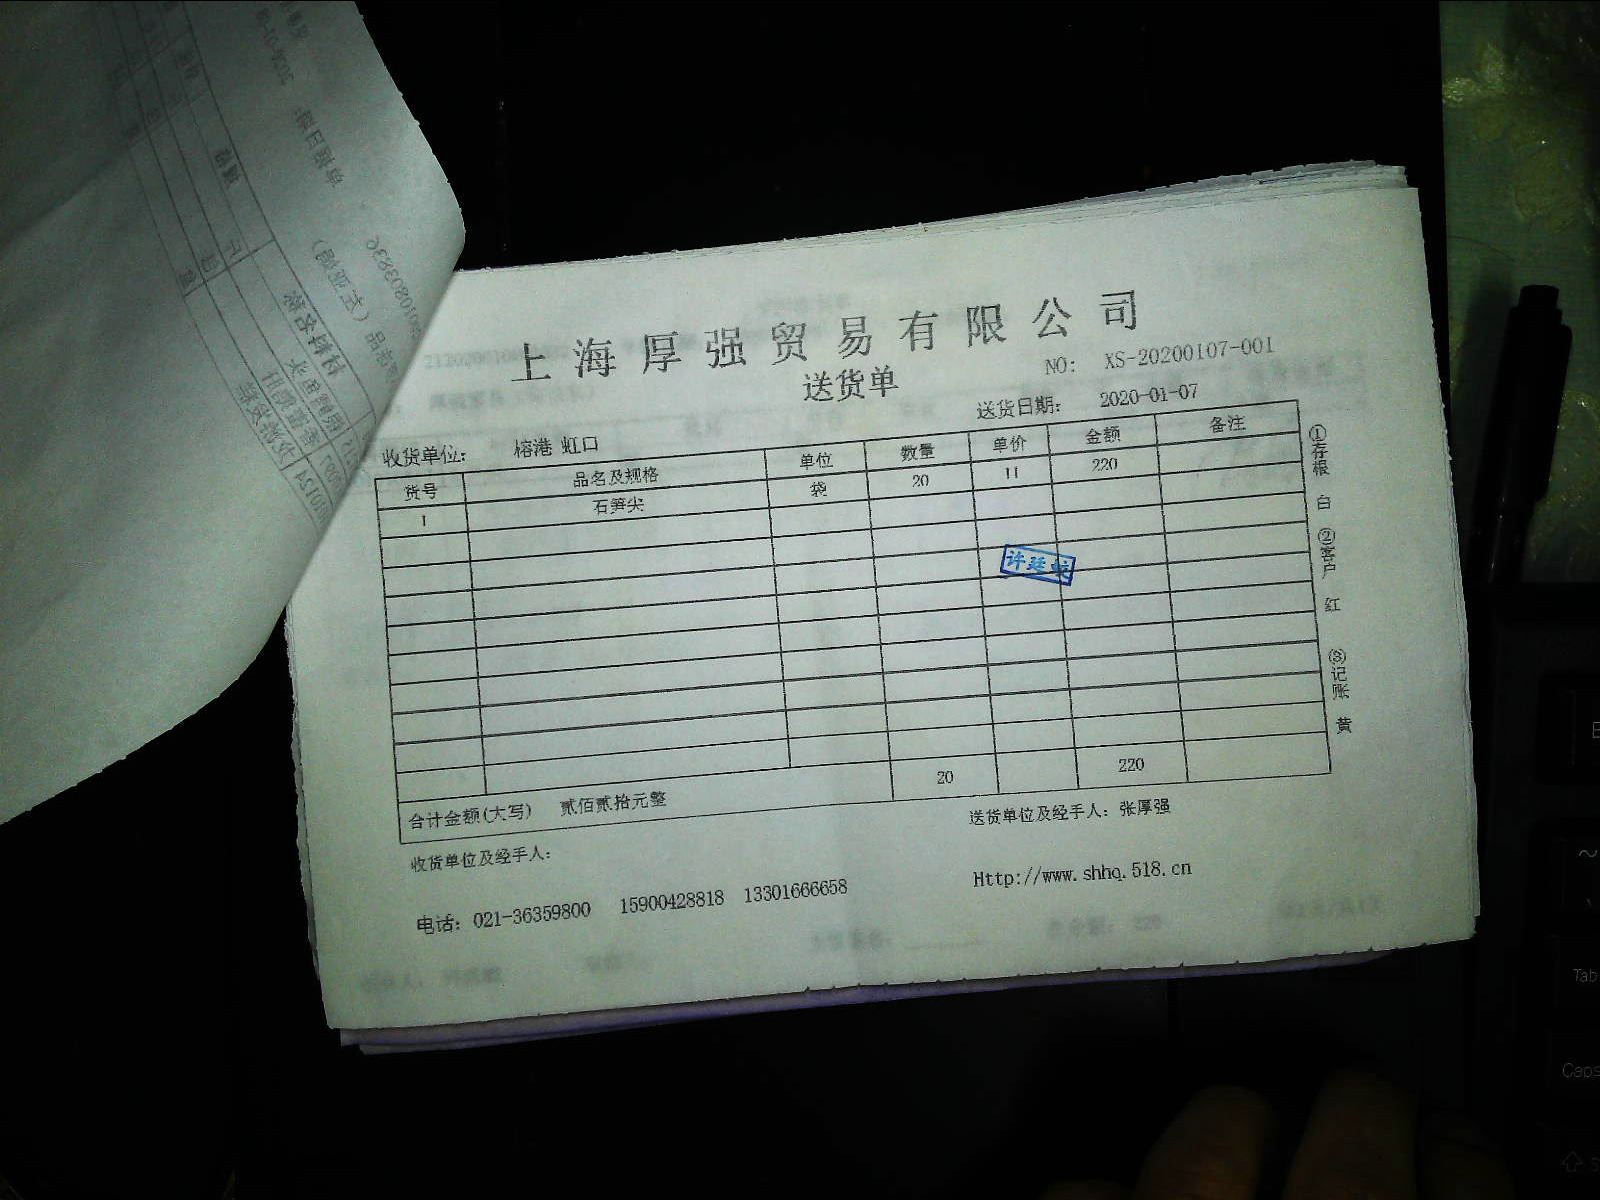 上海厚强贸易有限公司
送货单
NO: XS-20200107-001
送货日期: 2020-01-07
收货单位: 榕港 虹口
货号 品名及规格 单位 数量 单价 金额 备注
1 石笋尖 袋 20 11 220
许廷
20 220
合计金额(大写) 贰佰贰拾元整
收货单位及经手人:
送货单位及经手人: 张厚强
电话: 021-36359800 15900428818 13301666658
Http://www.shhq.518.cn
①存根 白 ②客户 红 ③记账 黄
Tab
Caps